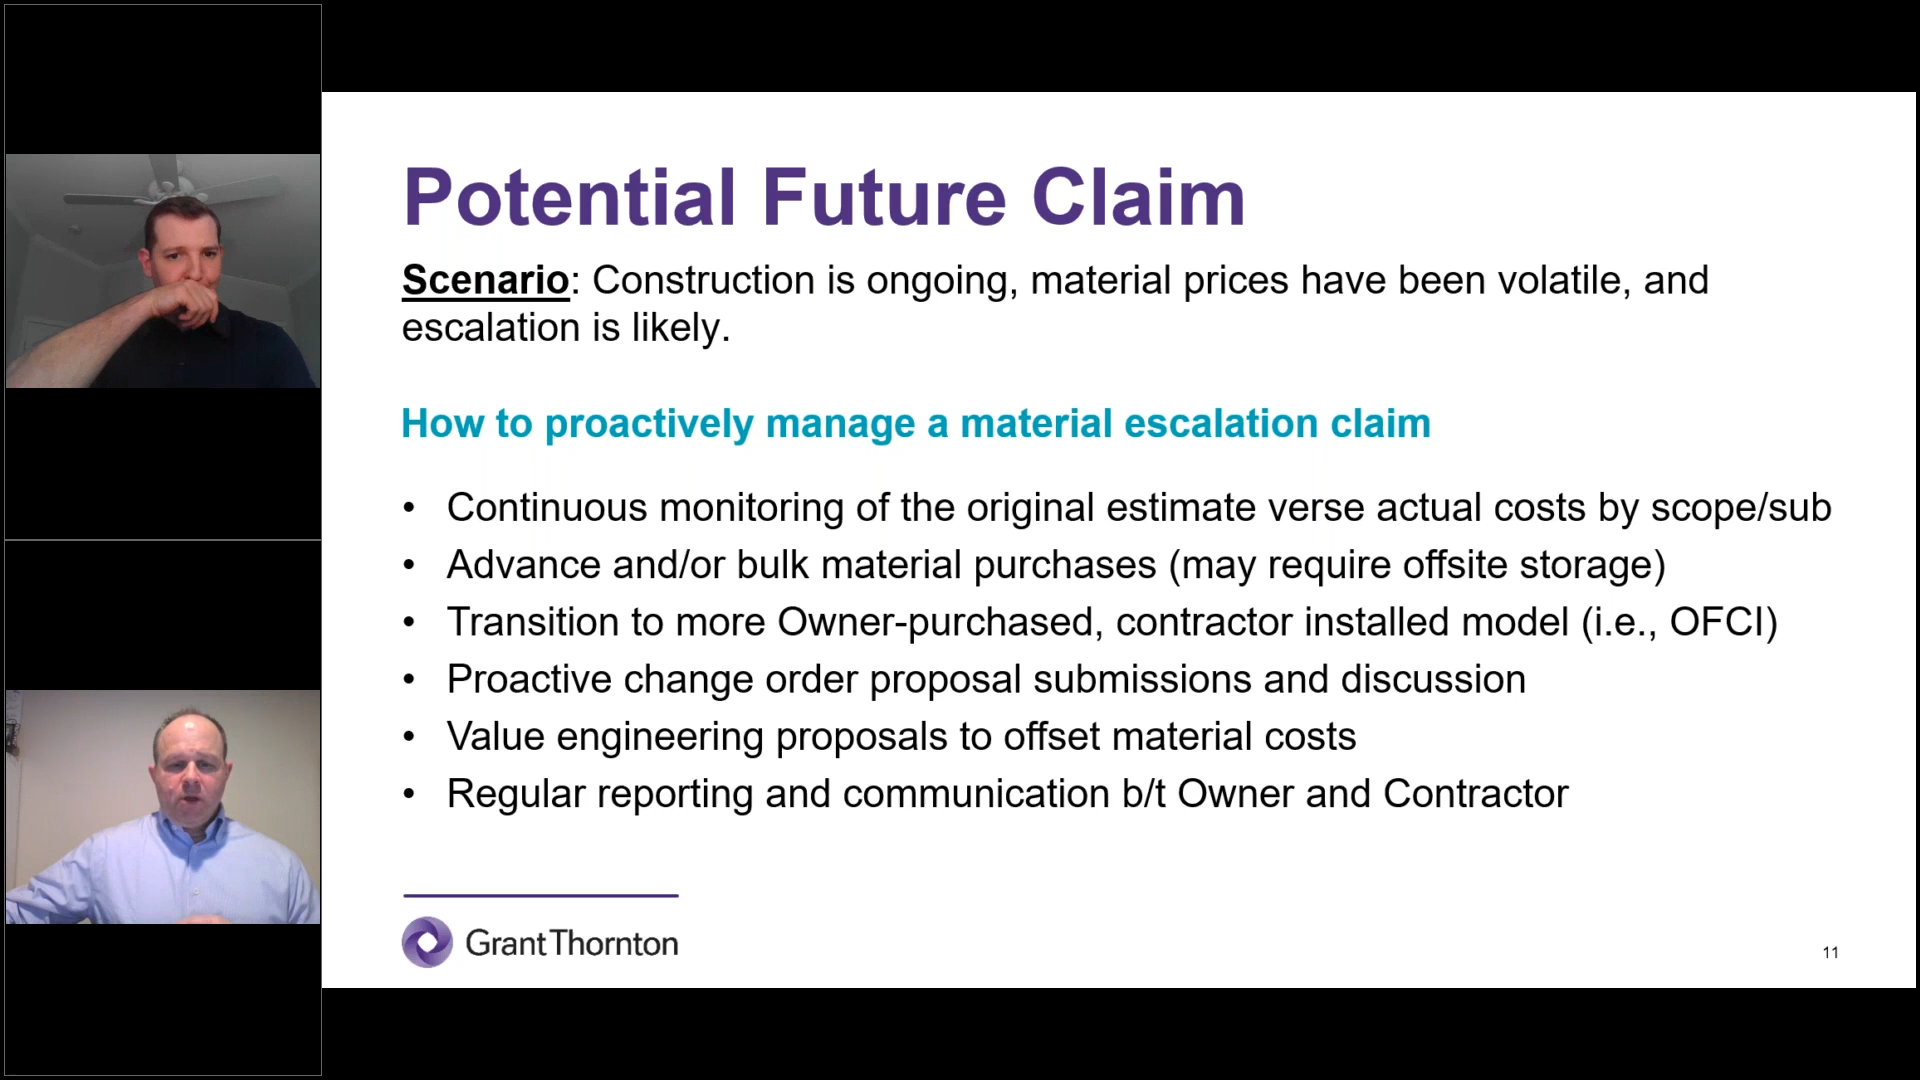 Potential Future Claim
Scenario: Construction is ongoing, material prices have been volatile, and
escalation is likely.
How to proactively manage a material escalation claim
• Continuous monitoring of the original estimate verse actual costs by scope/sub
• Advance and/or bulk material purchases (may require offsite storage)
• Transition to more Owner-purchased, contractor installed model (i.e., OFCI)
• Proactive change order proposal submissions and discussion
• Value engineering proposals to offset material costs
• Regular reporting and communication b/t Owner and Contractor
Grant Thornton
11